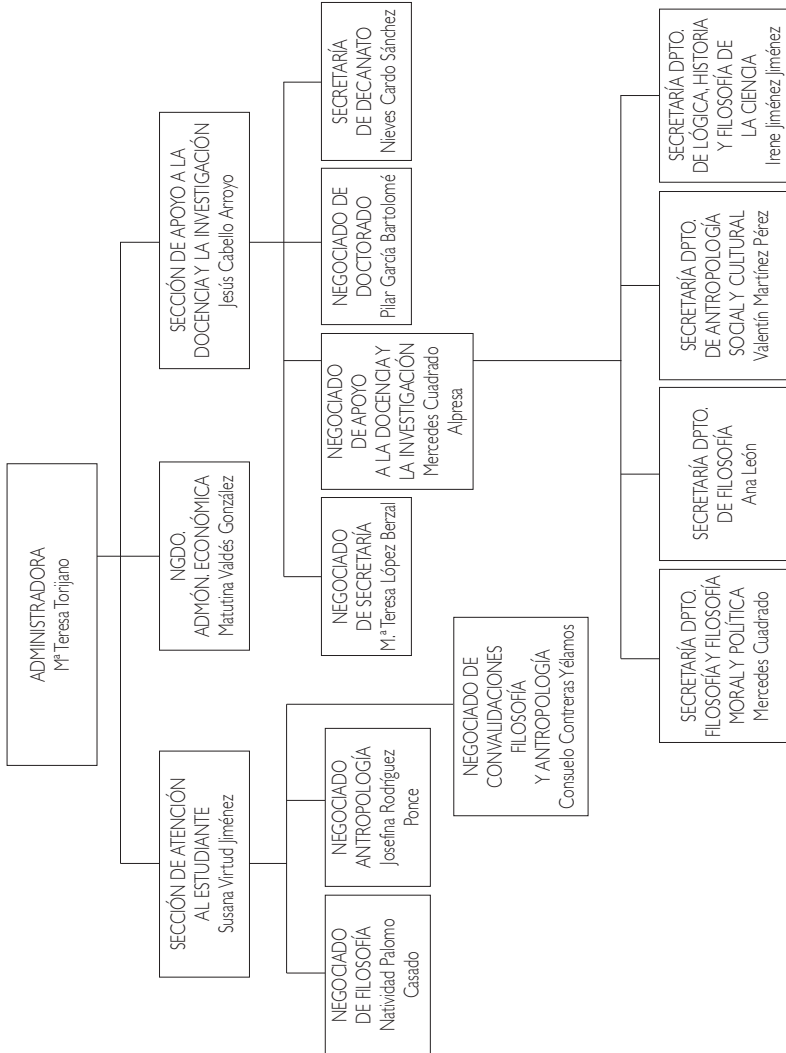 ADMINISTRADORA
Mª Teresa Torijano
SECCIÓN DE ATENCIÓN
AL ESTUDIANTE
Susana Virtud Jiménez
NGDO.
ADMÓN. ECONÓMICA
Matutina Valdés González
SECCIÓN DE APOYO A LA
DOCENCIA Y LA INVESTIGACIÓN
Jesús Cabello Arroyo
NEGOCIADO
DE FILOSOFÍA
Natividad Palomo
Casado
NEGOCIADO
ANTROPOLOGÍA
Josefina Rodríguez
Ponce
NEGOCIADO DE
CONVALIDACIONES
FILOSOFÍA
Y ANTROPOLOGÍA
Consuelo Contreras Yélamos
NEGOCIADO
DE SECRETARÍA
M.ª Teresa López Berzal
NEGOCIADO
DE APOYO
A LA DOCENCIA Y
LA INVESTIGACIÓN
Mercedes Cuadrado
Alpresa
NEGOCIADO DE
DOCTORADO
Pilar García Bartolomé
SECRETARÍA
DE DECANATO
Nieves Cardo Sánchez
SECRETARÍA DPTO.
FILOSOFÍA Y FILOSOFÍA
MORAL Y POLÍTICA
Mercedes Cuadrado
SECRETARÍA DPTO.
DE FILOSOFÍA
Ana León
SECRETARÍA DPTO.
DE ANTROPOLOGÍA
SOCIAL Y CULTURAL
Valentín Martínez Pérez
SECRETARÍA DPTO.
DE LÓGICA, HISTORIA
Y FILOSOFÍA DE
LA CIENCIA
Irene Jiménez Jiménez